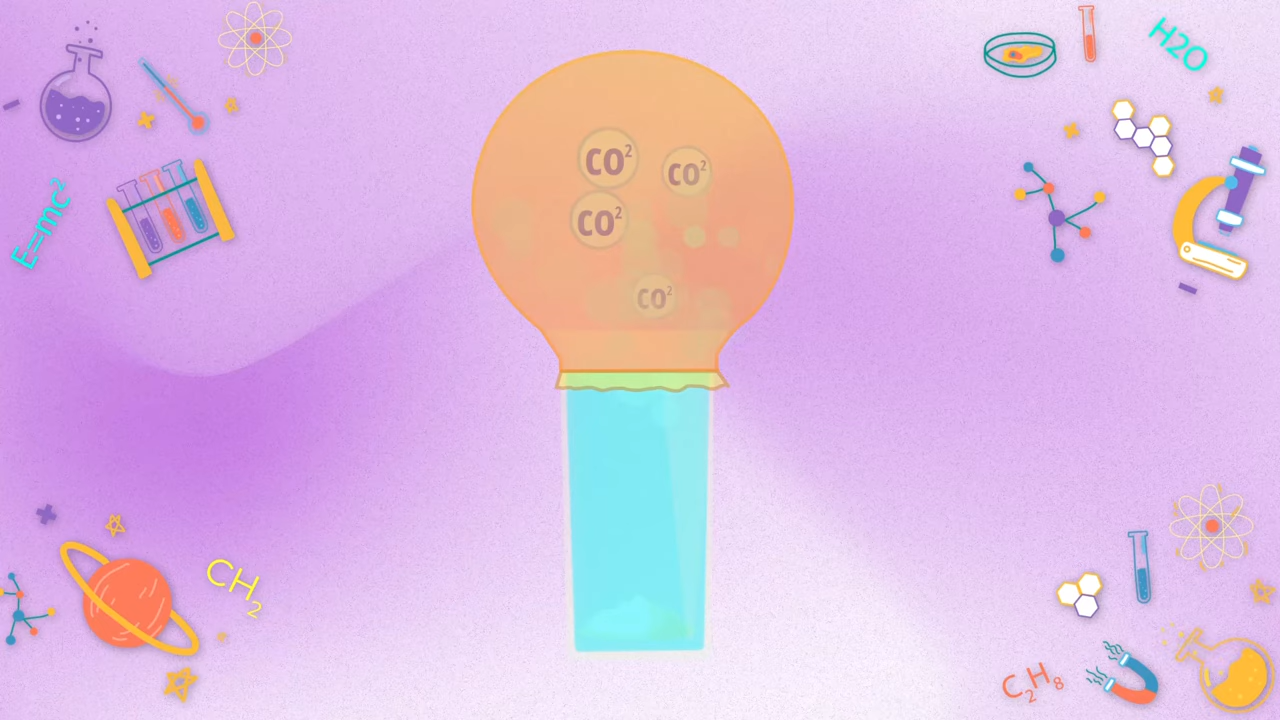 H2O
E=mc²
CO²
CO²
CO²
CO²
CH₂
C₂H₈